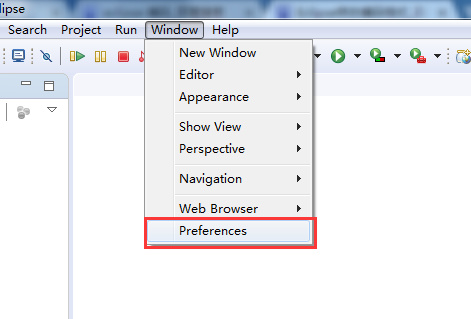 lipse
Search Project Run Window Help
New Window
Editor
Appearance
Show View
Perspective
Navigation
Web Browser
Preferences